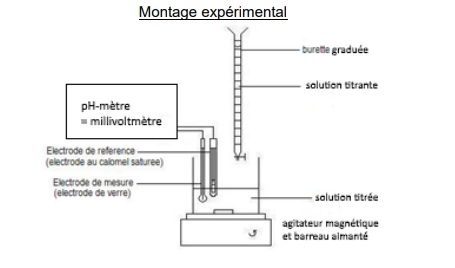 Montage expérimental
burette graduée
solution titrante
pH-mètre
= millivoltmètre
Electrode de reference
(electrode au calomel saturee)
Electrode de mesure
(electrode de verre)
solution titrée
agitateur magnétique
et barreau aimanté